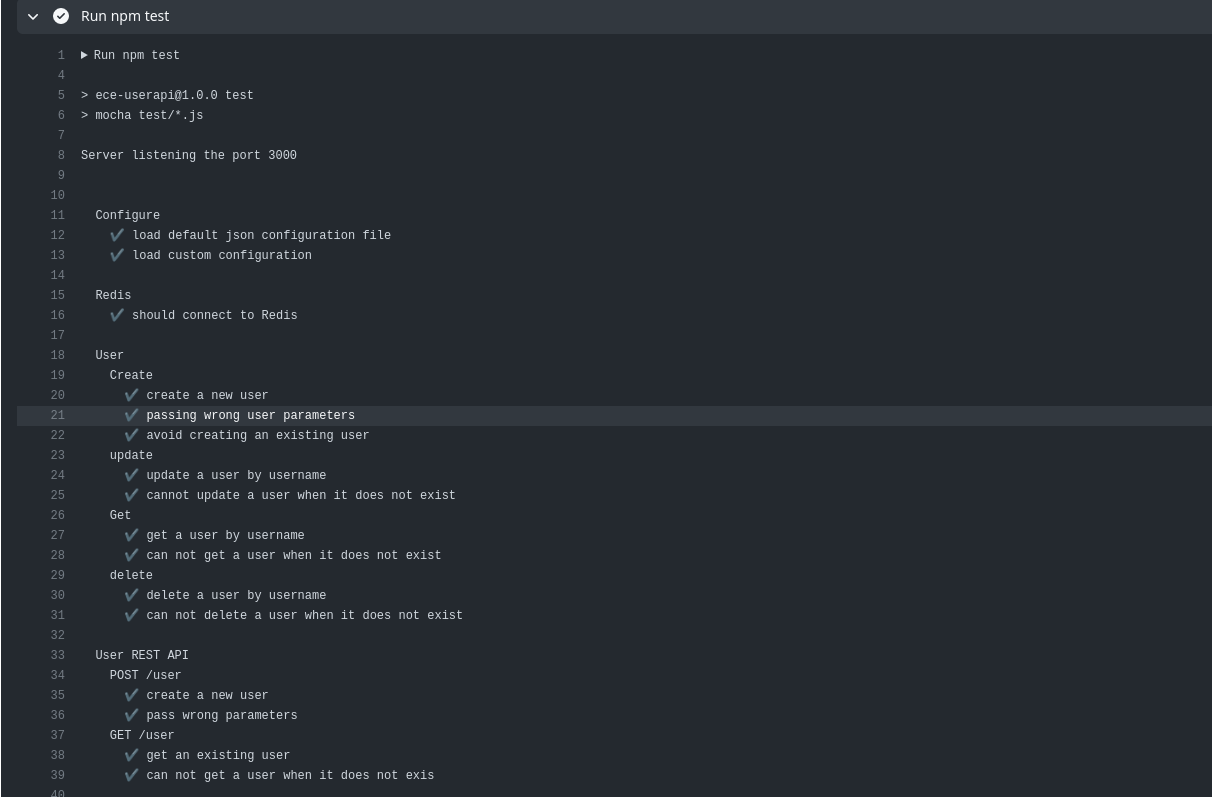 Run npm test
1 Run npm test
4
5 > ece-userapi@1.0.0 test
6 > mocha test/*.js
7
8 Server listening the port 3000
9
10
11 Configure
12 ✔ load default json configuration file
13 ✔ load custom configuration
14
15 Redis
16 ✔ should connect to Redis
17
18 User
19 Create
20 ✔ create a new user
21 ✔ passing wrong user parameters
22 ✔ avoid creating an existing user
23 update
24 ✔ update a user by username
25 ✔ cannot update a user when it does not exist
26 Get
27 ✔ get a user by username
28 ✔ can not get a user when it does not exist
29 delete
30 ✔ delete a user by username
31 ✔ can not delete a user when it does not exist
32
33 User REST API
34 POST /user
35 ✔ create a new user
36 ✔ pass wrong parameters
37 GET /user
38 ✔ get an existing user
39 ✔ can not get a user when it does not exis
40